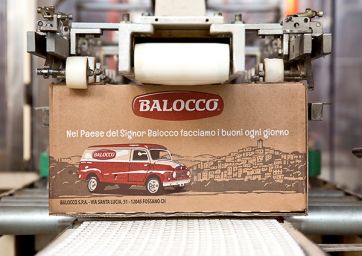 BALOCCO
Nel Paese del Signor Balocco facciamo i buoni ogni giorno
BALOCCO
BALOCCO S.P.A. - VIA SANTA LUCIA, 51 - 12045 FOSSANO CN